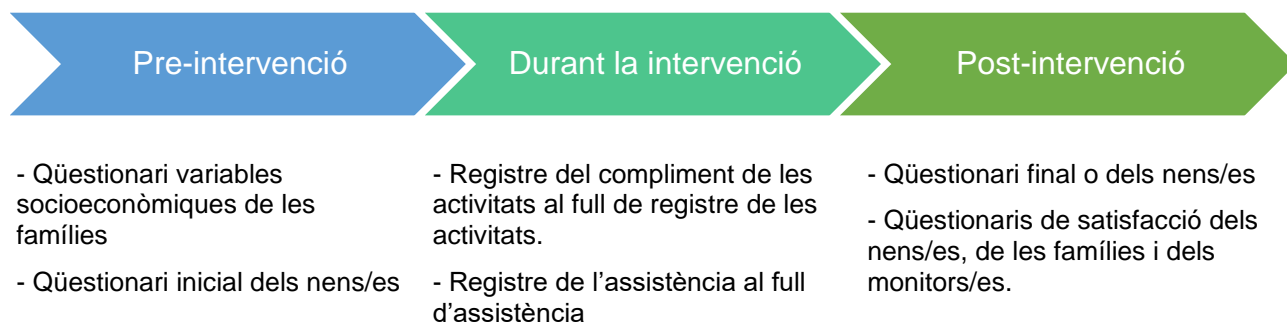 Pre-intervenció
Durant la intervenció
Post-intervenció
- Qüestionari variables
socioeconòmiques de les
famílies
- Qüestionari inicial dels nens/es
- Registre del compliment de les
activitats al full de registre de les
activitats.
- Registre de l’assistència al full
d’assistència
- Qüestionari final o dels nens/es
- Qüestionaris de satisfacció dels
nens/es, de les famílies i dels
monitors/es.